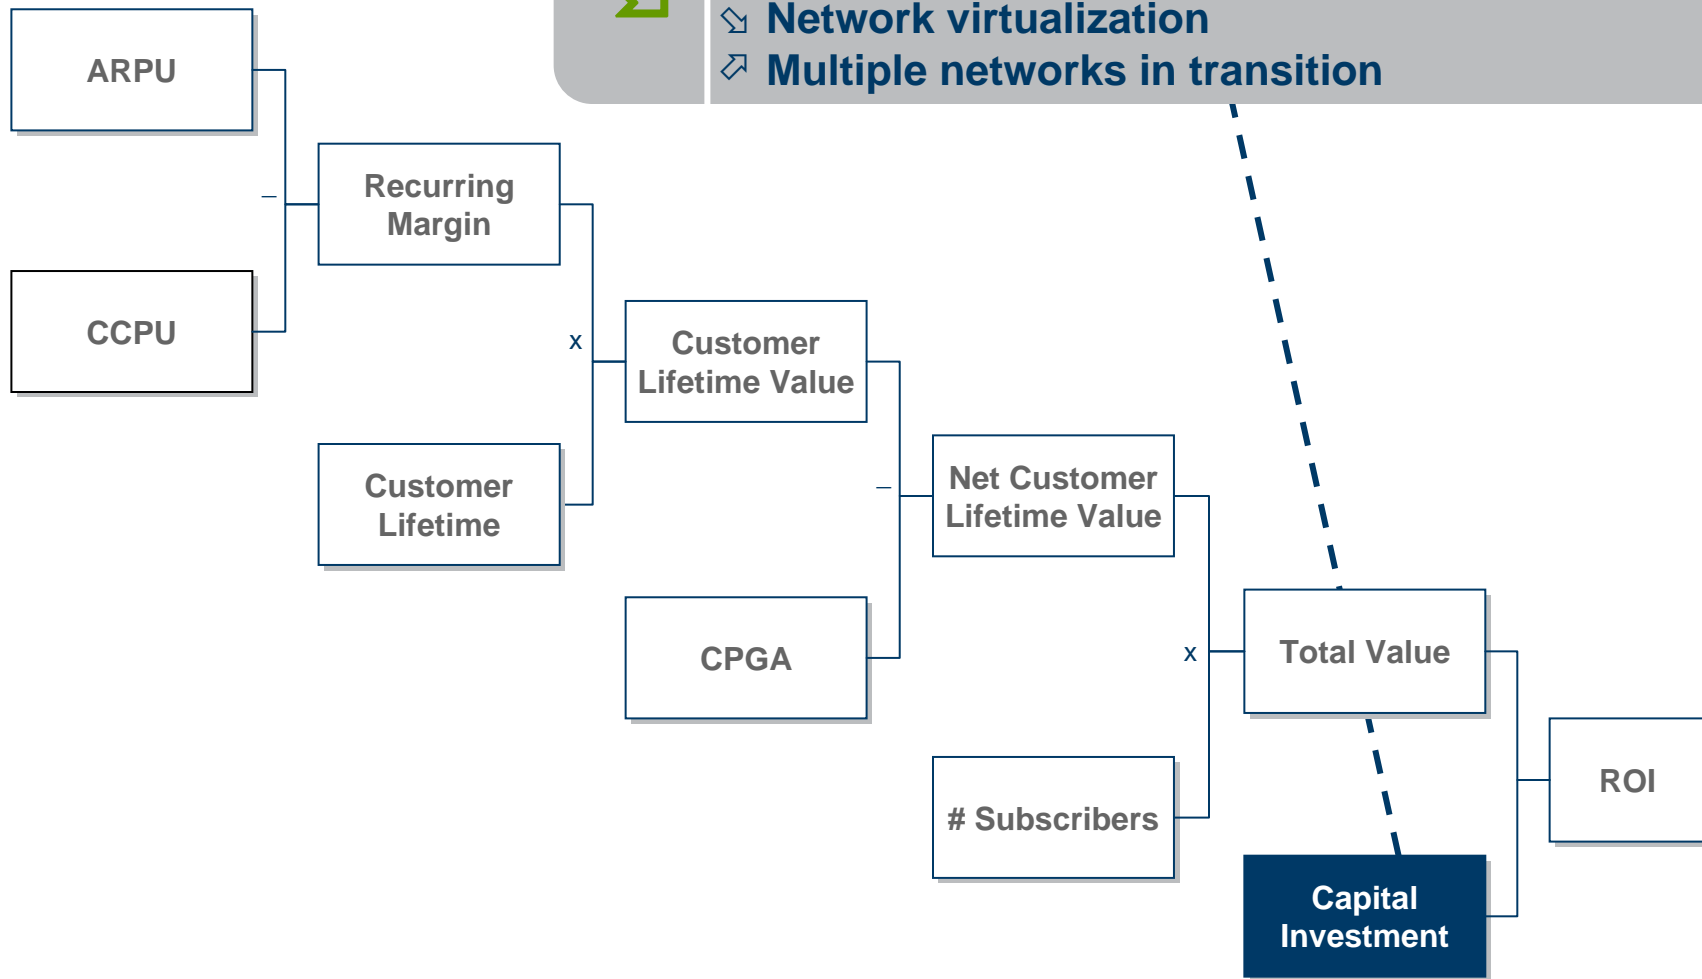 ⬂ Network virtualization
⬀ Multiple networks in transition
ARPU
–
Recurring
Margin
CCPU
x
Customer
Lifetime Value
Customer
Lifetime
–
Net Customer
Lifetime Value
CPGA
x
Total Value
# Subscribers
ROI
Capital
Investment